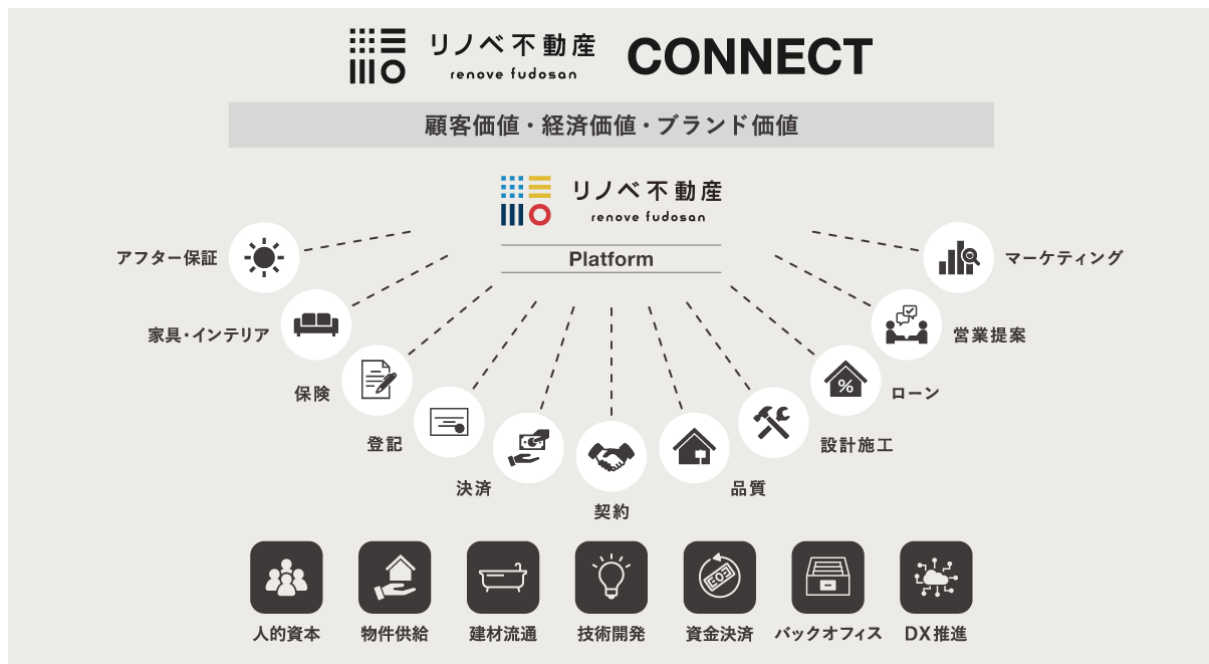 リノベ不動産 CONNECT
renove fudosan
顧客価値・経済価値・ブランド価値
リノベ不動産
renove fudosan
Platform
アフター保証
マーケティング
家具・インテリア
営業提案
保険
ローン
%
登記
設計施工
決済
品質
契約
人的資本
物件供給
建材流通
技術開発
資金決済
バックオフィス
DX推進